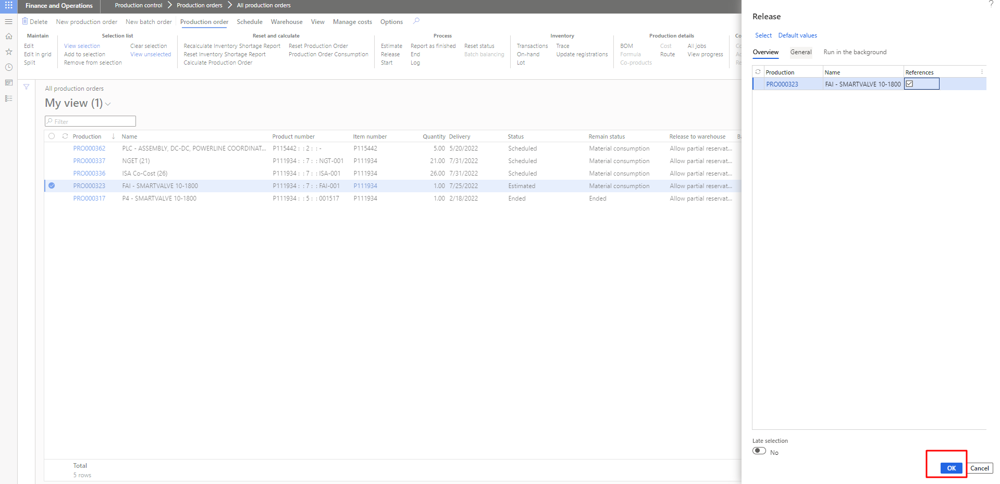 Finance and Operations Production control Production orders All production orders
?
Delete New production order New batch order Production order Schedule Warehouse View Manage costs Options
Maintain Selection list Reset and calculate Process Inventory Production details Co
Edit View selection Clear selection Recalculate Inventory Shortage Report Reset Production Order Estimate Report as finished Reset status Transactions Trace BOM Cost All jobs Co
Edit in grid Add to selection View unselected Reset Inventory Shortage Report Production Order Consumption Release End Batch balancing On-hand Update registrations Formula Route View progress Ac
Split Remove from selection Calculate Production Order Start Log Lot Co-products Re
All production orders
My view (1)
Filter
Production Name Product number Item number Quantity Delivery Status Remain status Release to warehouse Ba
PRO000362 PLC - ASSEMBLY, DC-DC, POWERLINE COORDINAT... P115442 : : 2 : : - P115442 5.00 5/20/2022 Scheduled Material consumption Allow partial reservat...
PRO000337 NGET (21) P111934 : : 7 : : NGT-001 P111934 21.00 7/31/2022 Scheduled Material consumption Allow partial reservat...
PRO000336 ISA Co-Cost (26) P111934 : : 7 : : ISA-001 P111934 26.00 7/31/2022 Scheduled Material consumption Allow partial reservat...
PRO000323 FAI - SMARTVALVE 10-1800 P111934 : : 7 : : FAI-001 P111934 1.00 7/25/2022 Estimated Material consumption Allow partial reservat...
PRO000317 P4 - SMARTVALVE 10-1800 P111934 : : 5 : : 001517 P111934 1.00 2/18/2022 Ended Ended Allow partial reservat...
Total
5 rows
Release
Select Default values
Overview General Run in the background
Production Name References
PRO000323 FAI - SMARTVALVE 10-1800
Late selection
No
OK Cancel